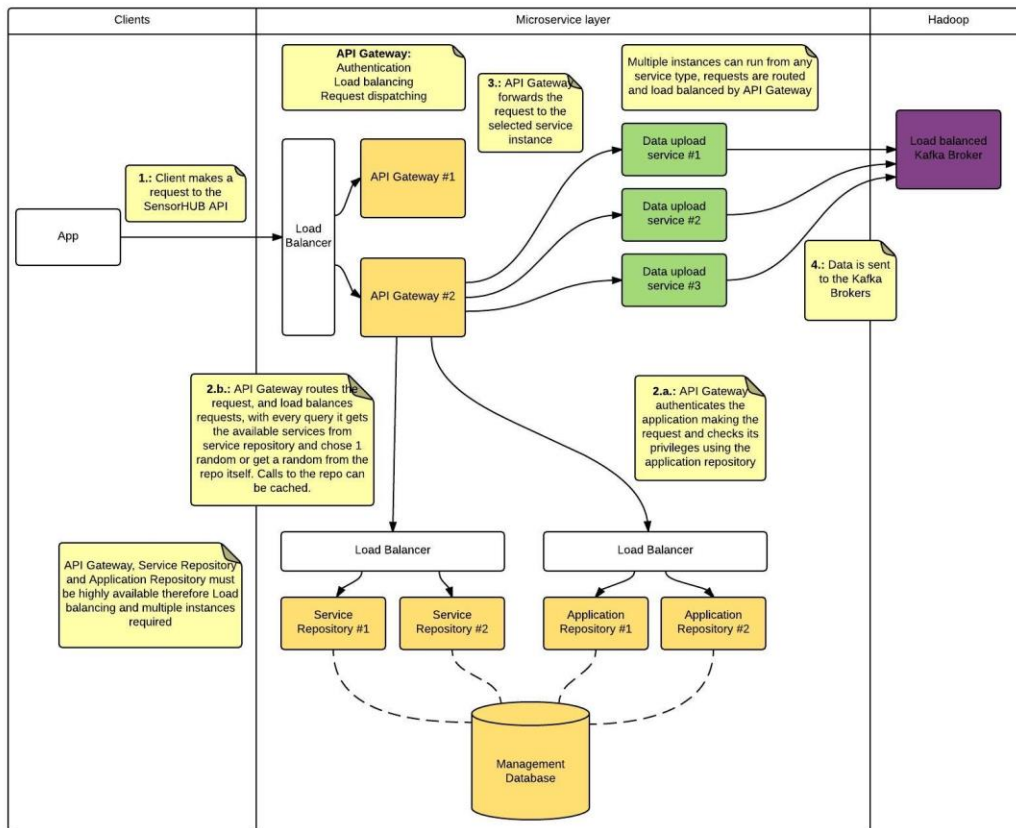 Clients
Microservice layer
Hadoop
API Gateway:
Authentication
Load balancing
Request dispatching
3.: API Gateway
forwards the
request to the
selected service
instance
Multiple instances can run from any
service type, requests are routed
and load balanced by API Gateway
1.: Client makes a
request to the
SensorHUB API
App
Load
Balancer
API Gateway #1
API Gateway #2
Data upload
service #1
Data upload
service #2
Data upload
service #3
Load balanced
Kafka Broker
4.: Data is sent
to the Kafka
Brokers
2.b.: API Gateway routes the
request, and load balances
requests, with every query it gets
the available services from
service repository and chose 1
random or get a random from the
repo itself. Calls to the repo can
be cached.
2.a.: API Gateway
authenticates the
application making the
request and checks its
privileges using the
application repository
API Gateway, Service Repository
and Application Repository must
be highly available therefore Load
balancing and multiple instances
required
Load Balancer
Load Balancer
Service
Repository #1
Service
Repository #2
Application
Repository #1
Application
Repository #2
Management
Database